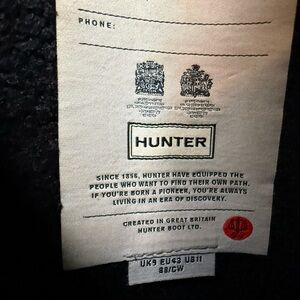 PHONE:
HUNTER
SINCE 1856, HUNTER HAVE EQUIPPED THE
PEOPLE WHO WANT TO FIND THEIR OWN PATH.
IF YOU'RE BORN A PIONEER, YOU'RE ALWAYS
LIVING IN AN ERA OF DISCOVERY.
CREATED IN GREAT BRITAIN
HUNTER BOOT LTD.
UK9 EU43 US11
88/CW